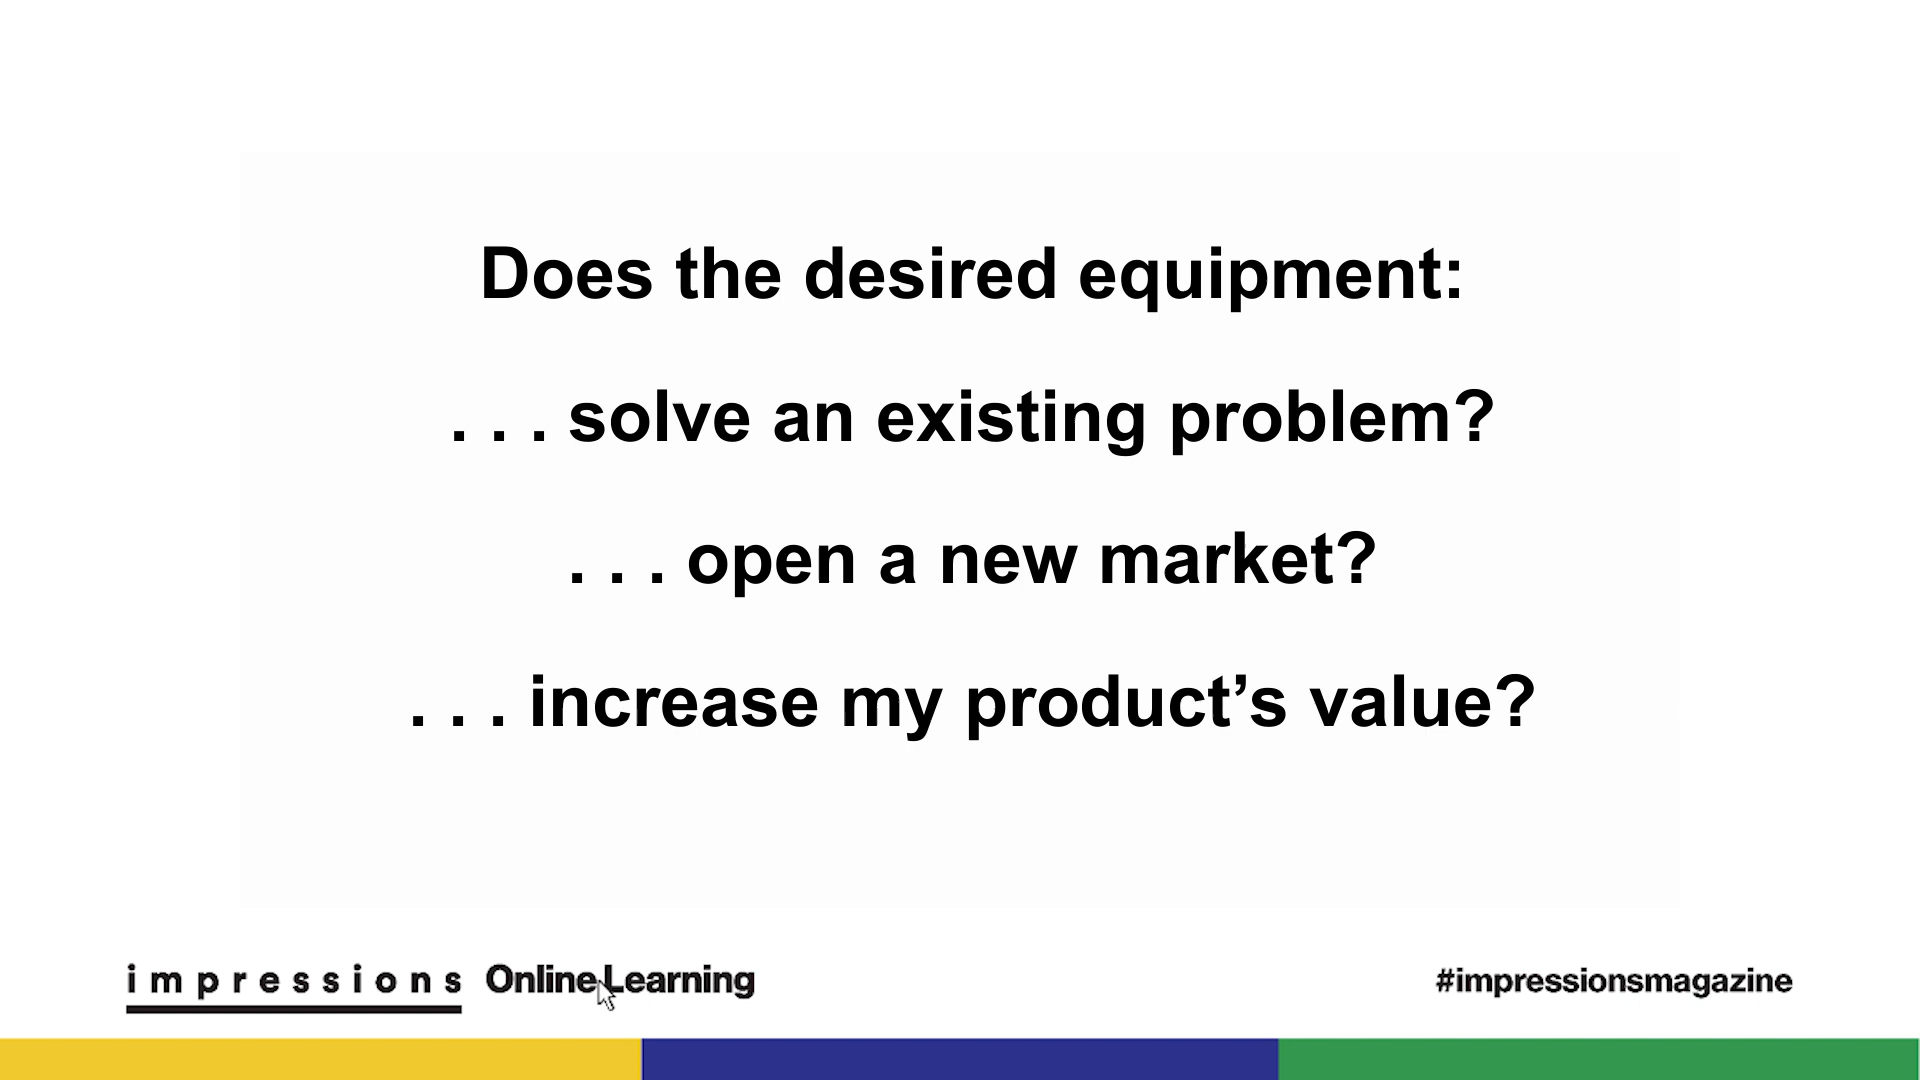 Does the desired equipment:
. . . solve an existing problem?
. . . open a new market?
. . . increase my product’s value?
impressions Online Learning
#impressionsmagazine